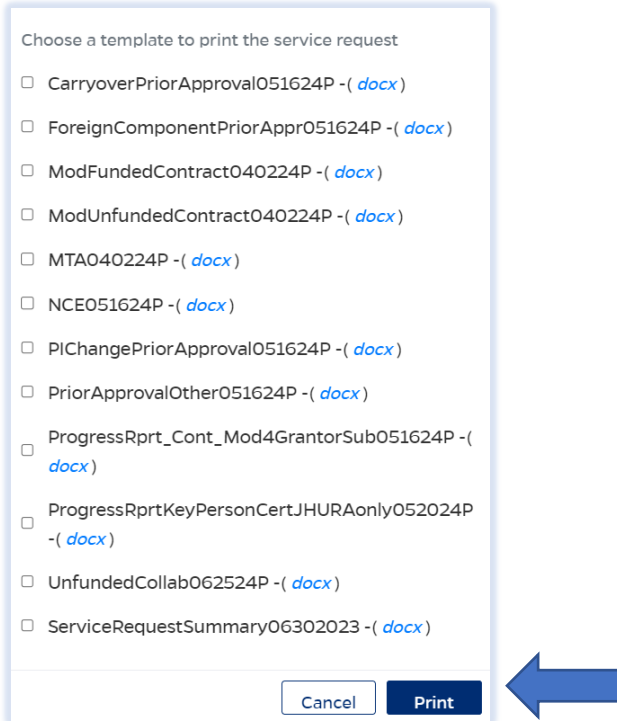 Choose a template to print the service request
CarryoverPriorApproval051624P -( docx )
ForeignComponentPriorAppr051624P -( docx )
ModFundedContract040224P -( docx )
ModUnfundedContract040224P -( docx )
MTA040224P -( docx )
NCE051624P -( docx )
PIChangePriorApproval051624P -( docx )
PriorApprovalOther051624P -( docx )
ProgressRprt_Cont_Mod4GrantorSub051624P -(
docx )
ProgressRprtKeyPersonCertJHURAonly052024P
-( docx )
UnfundedCollab062524P -( docx )
ServiceRequestSummary06302023 -( docx )
Cancel Print